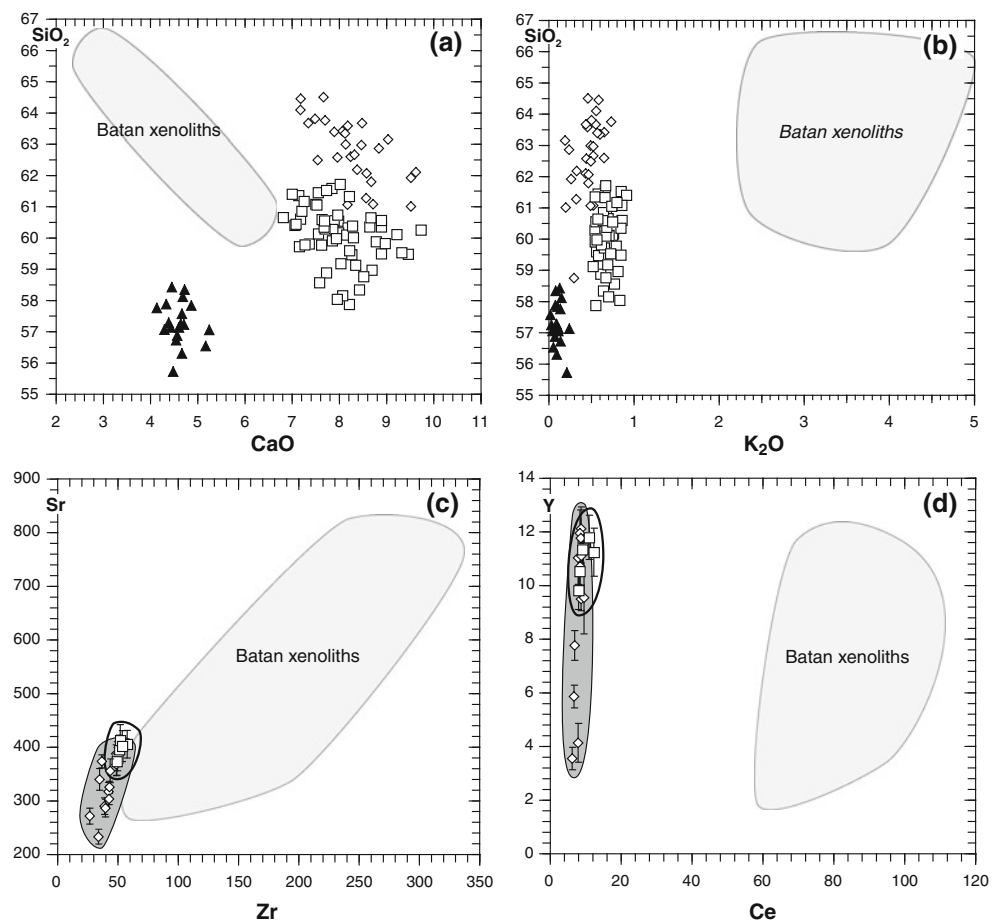 SiO2
(a)
67
66
65
64
63
62
61
60
59
58
57
56
55
Batan xenoliths
2 3 4 5 6 7 8 9 10 11
CaO
SiO2
(b)
67
66
65
64
63
62
61
60
59
58
57
56
55
Batan xenoliths
0 1 2 3 4 5
K2O
900
Sr
(c)
800
700
600
500
400
300
200
Batan xenoliths
0 50 100 150 200 250 300 350
Zr
14
Y
(d)
12
10
8
6
4
2
0
Batan xenoliths
0 20 40 60 80 100 120
Ce